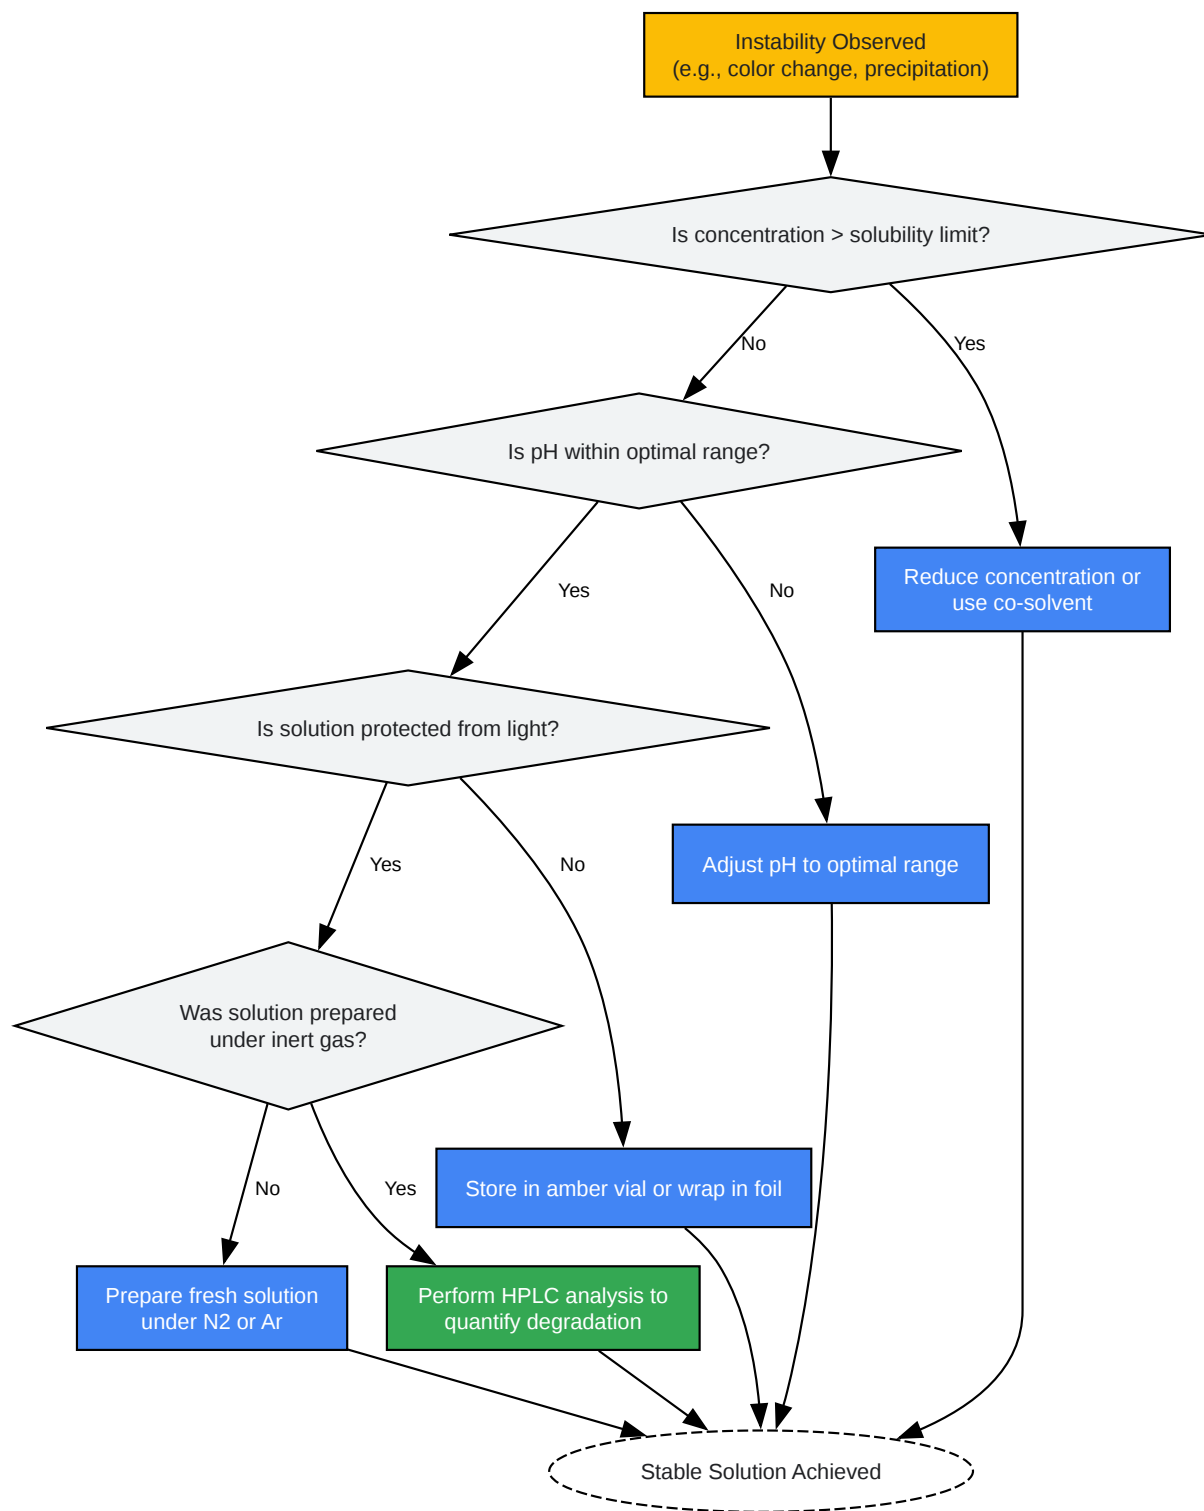 Instability Observed
(e.g., color change, precipitation)
Is concentration > solubility limit?
No
Yes
Is pH within optimal range?
Yes
No
Reduce concentration or
use co-solvent
Is solution protected from light?
Yes
No
Adjust pH to optimal range
Was solution prepared
under inert gas?
No
Yes
Store in amber vial or wrap in foil
Prepare fresh solution
under N2 or Ar
Perform HPLC analysis to
quantify degradation
Stable Solution Achieved